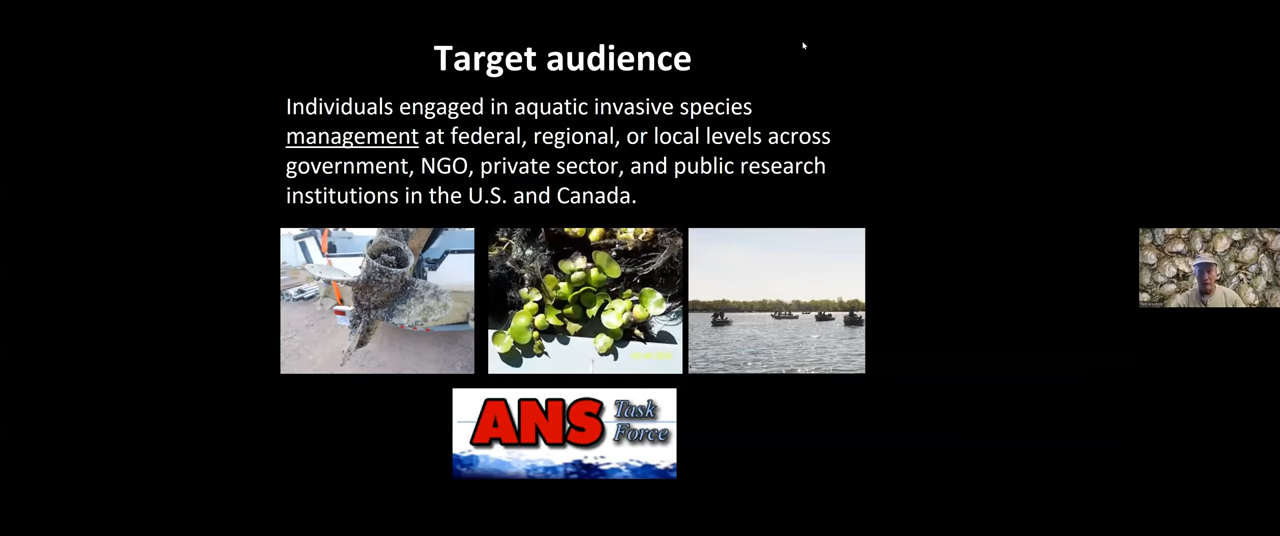 Target audience
Individuals engaged in aquatic invasive species
management at federal, regional, or local levels across
government, NGO, private sector, and public research
institutions in the U.S. and Canada.
ANS Task
Force